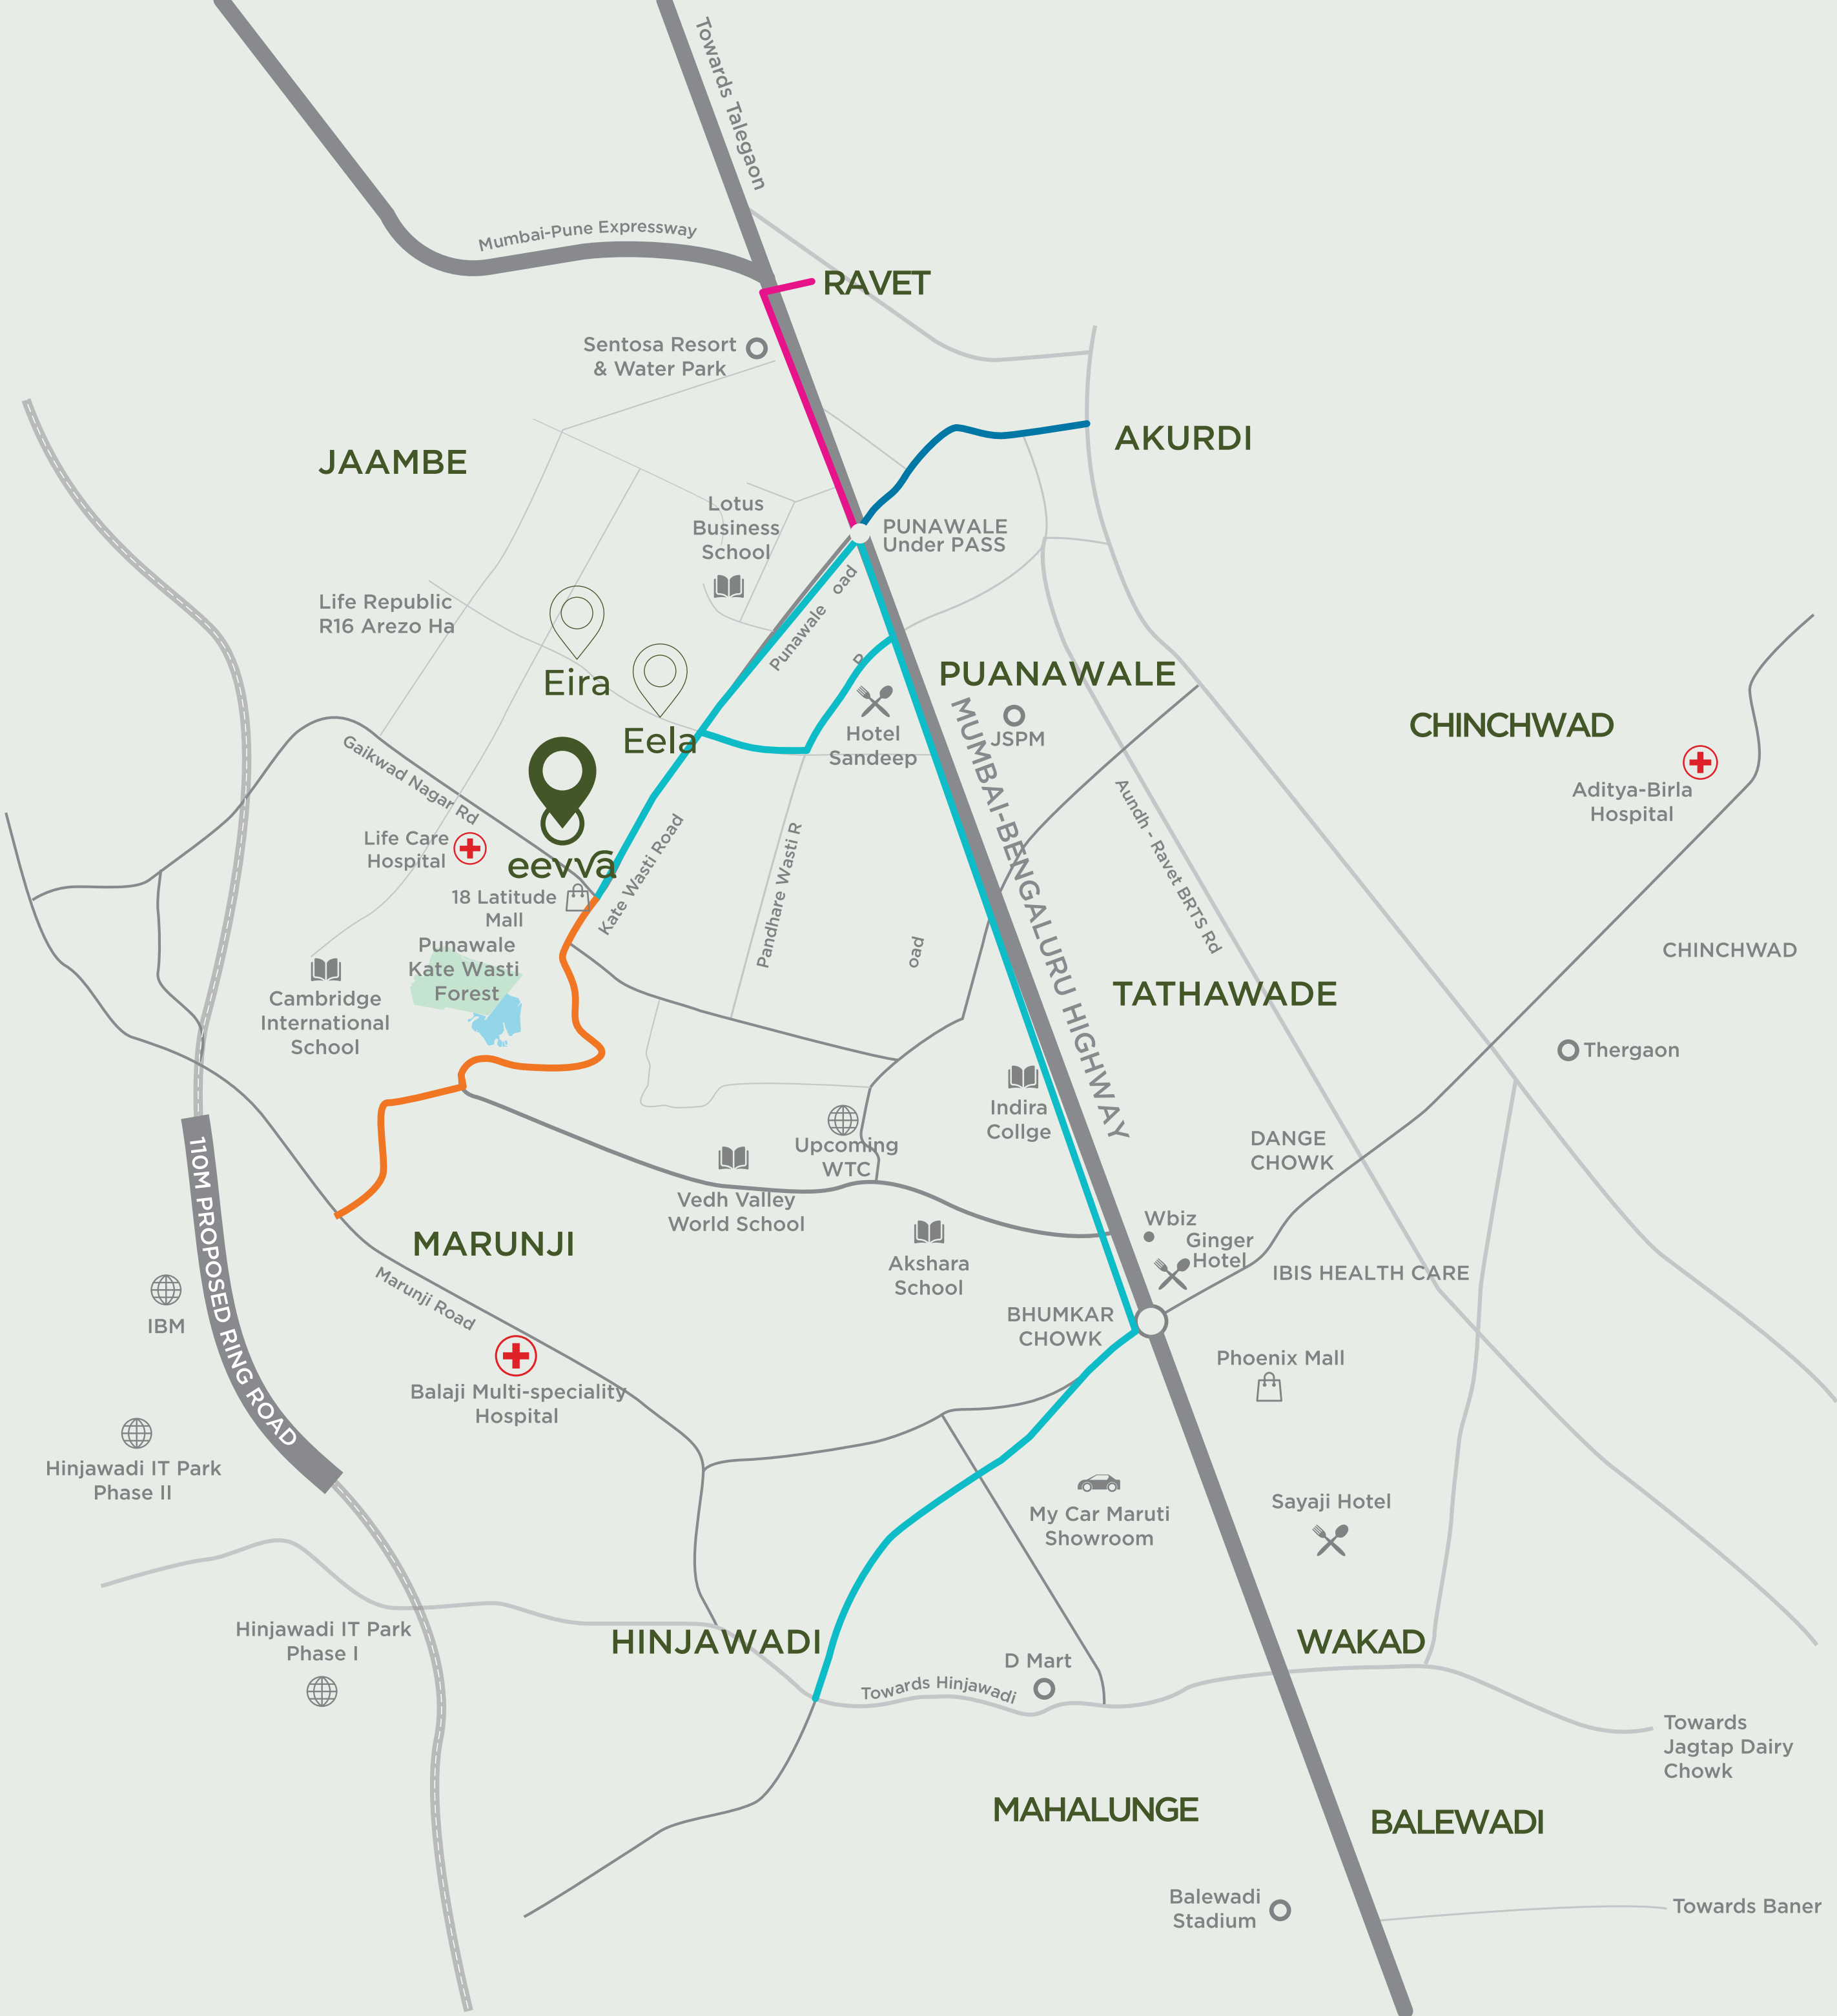 Towards Talegaon
Mumbai-Pune Expressway
RAVET
Sentosa Resort
& Water Park
AKURDI
JAAMBE
Lotus
Business
School
PUNAWALE
Under PASS
Punawale
oad
Life Republic
R16 Arezo Ha
Eira
Eela
R
Hotel
Sandeep
PUANAWALE
JSPM
MUMBAI-BENGALURU HIGHWAY
CHINCHWAD
Aditya-Birla
Hospital
Gaikwad Nagar Rd
Life Care
Hospital
eevva
18 Latitude
Mall
Kate Wasti Road
Pandhare Wasti R
oad
Aundh - Ravet BRTS Rd
CHINCHWAD
Punawale
Kate Wasti
Forest
Cambridge
International
School
TATHAWADE
Thergaon
Indira
Collge
Upcoming
WTC
DANGE
CHOWK
110M PROPOSED RING ROAD
Vedh Valley
World School
MARUNJI
Marunji Road
Akshara
School
Wbiz
Ginger
Hotel
IBIS HEALTH CARE
IBM
BHUMKAR
CHOWK
Balaji Multi-speciality
Hospital
Phoenix Mall
Hinjawadi IT Park
Phase II
My Car Maruti
Showroom
Sayaji Hotel
Hinjawadi IT Park
Phase I
HINJAWADI
WAKAD
D Mart
Towards Hinjawadi
Towards
Jagtap Dairy
Chowk
MAHALUNGE
BALEWADI
Balewadi
Stadium
Towards Baner